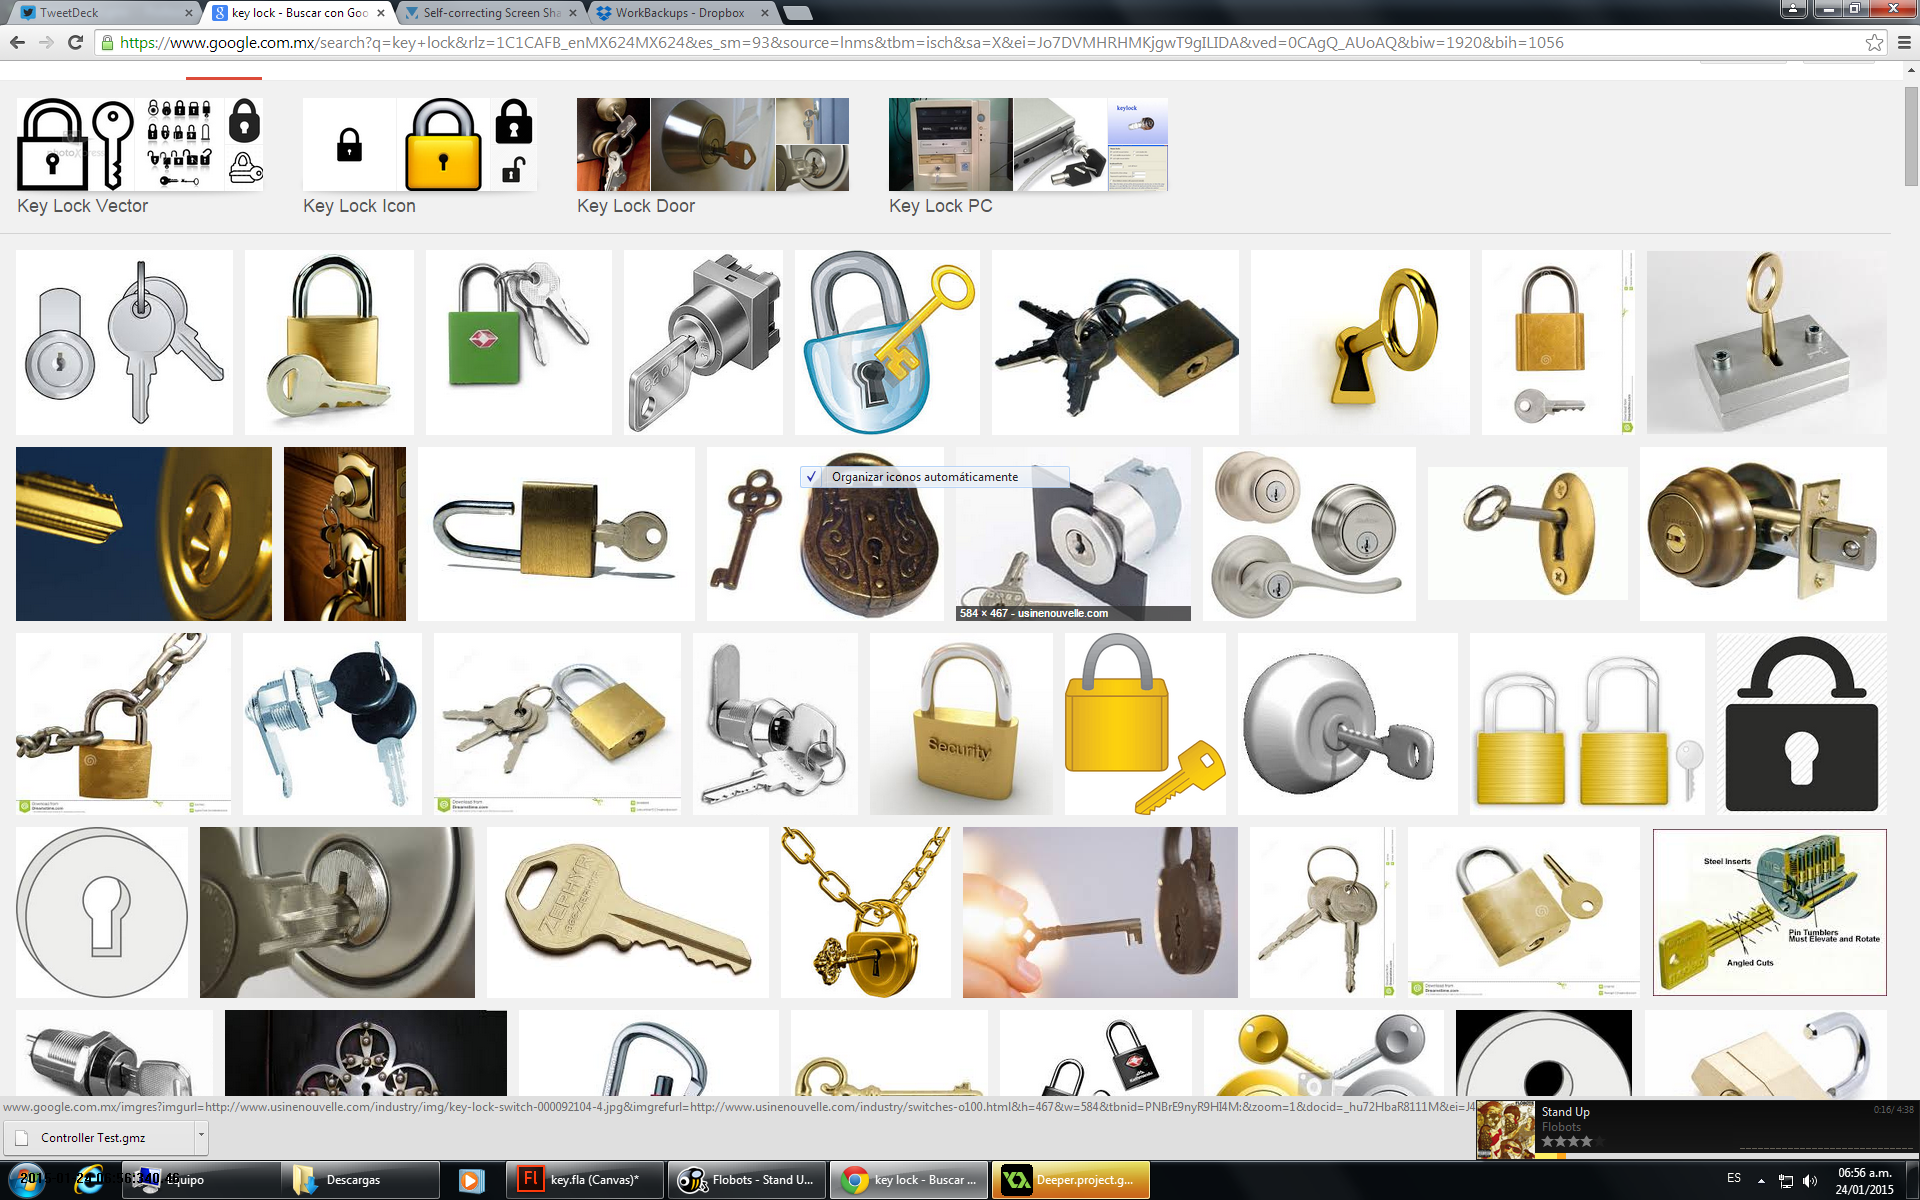 TweetDeck
key lock - Buscar con Goo
Self-correcting Screen Sha
WorkBackups - Dropbox
https://www.google.com.mx/search?q=key+lock&rlz=1C1CAFB_enMX624MX624&es_sm=93&source=lnms&tbm=isch&sa=X&ei=Jo7DVMHRHMKjgwT9gILIDA&ved=0CAgQ_AUoAQ&biw=1920&bih=1056
keylock
Key Lock Vector
Key Lock Icon
Key Lock Door
Key Lock PC
Organizar iconos automáticamente
584 × 467 - usinenouvelle.com
Security
ZEPHYR
Steel Inserts
Pin Tumblers
Must Elevate and Rotate
Angled Cuts
www.google.com.mx/imgres?imgurl=http://www.usinenouvelle.com/industry/img/key-lock-switch-000092104-4.jpg&imgrefurl=http://www.usinenouvelle.com/industry/switches-o100.html&h=467&w=584&tbnid=PNBrE9nyR9HI4M:&zoom=1&docid=_hu72HbaR8111M&ei=J4
Stand Up
0:16/ 4:38
Flobots
Controller Test.gmz
Equipo
Descargas
Fl
key.fla (Canvas)*
Flobots - Stand U...
key lock - Buscar ...
Deeper.project.g...
ES
06:56 a.m.
24/01/2015